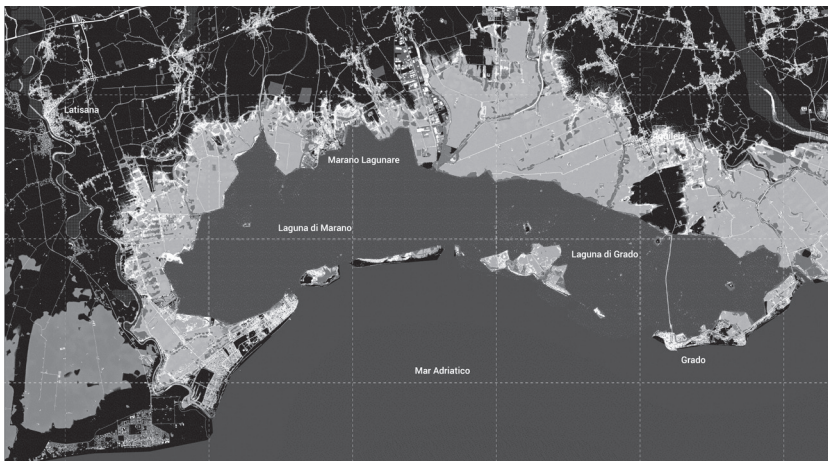 Latisana
Marano Lagunare
Laguna di Marano
Laguna di Grado
Grado
Mar Adriatico